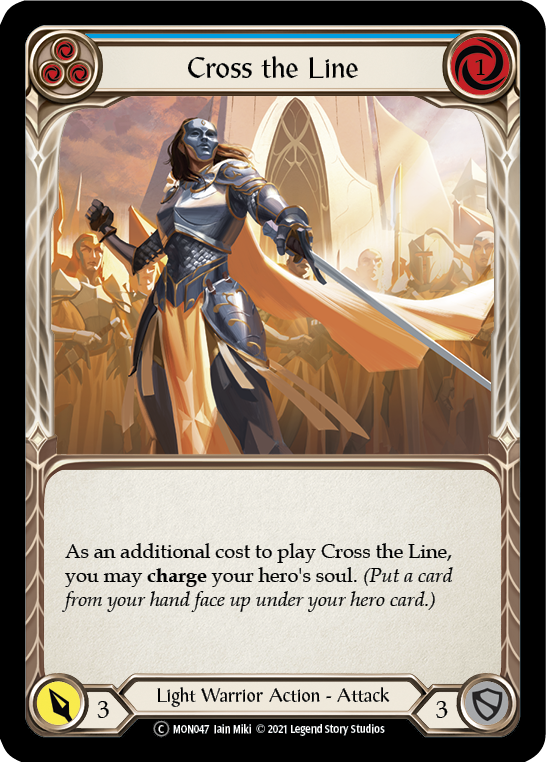 Cross the Line
1
As an additional cost to play Cross the Line,
you may charge your hero's soul. (Put a card
from your hand face up under your hero card.)
3
Light Warrior Action - Attack
3
C MON047 Iain Miki © 2021 Legend Story Studios